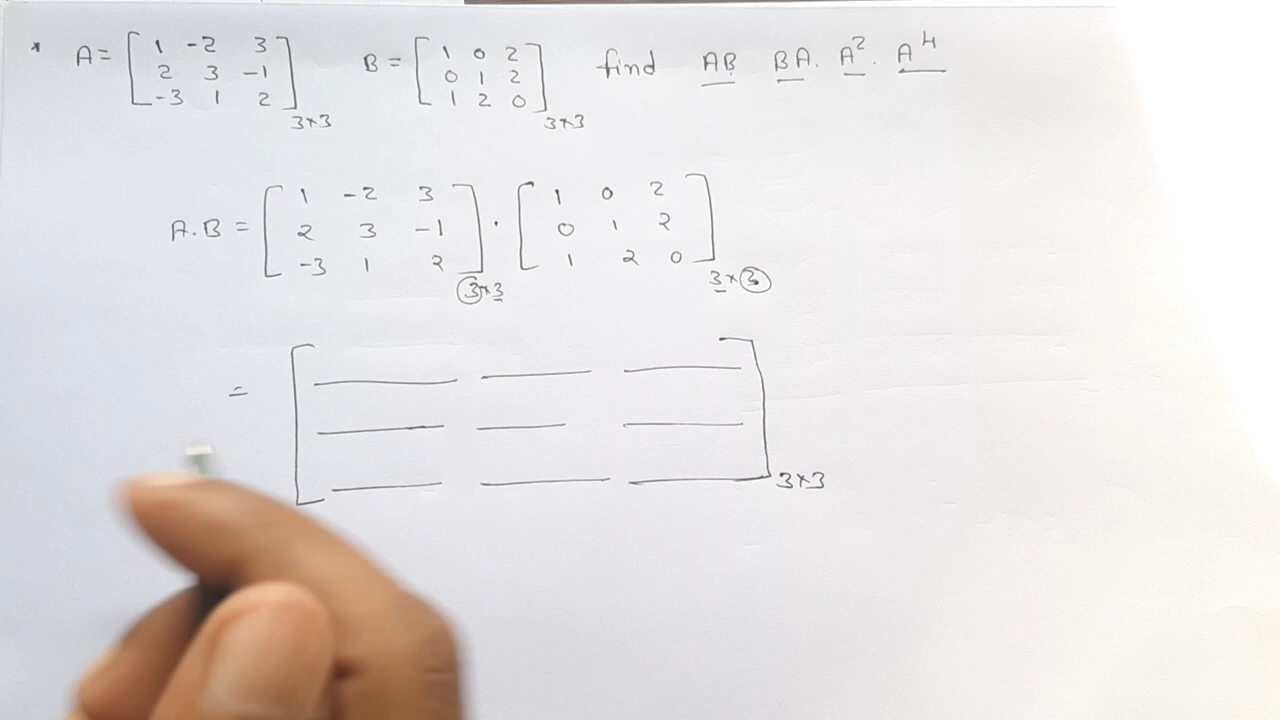 * A = [ 1 -2 3 B = [ 1 0 2 find AB BA. A². A⁴
2 3 -1 0 1 2
-3 1 2 ]3×3 1 2 0 ]3×3
A.B = [ 1 -2 3 . [ 1 0 2
2 3 -1 0 1 2
-3 1 2 ]3×3 1 2 0 ]3×3
= [ ]3×3